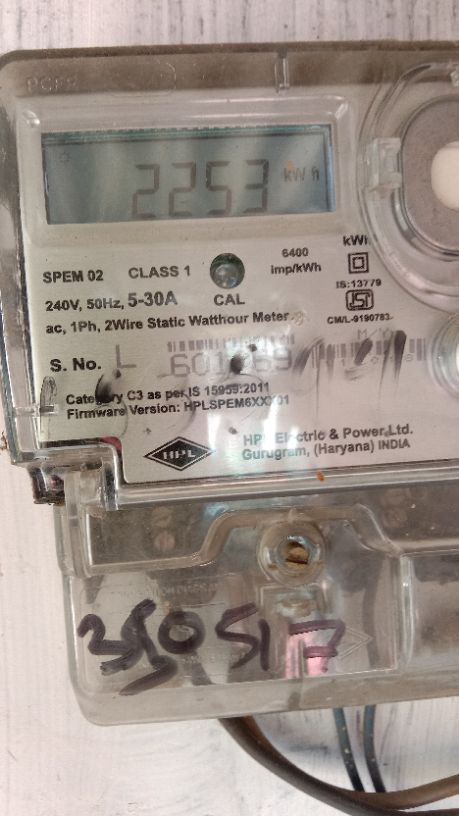 2253 kWh
6400
imp/kWh
kWh
SPEM 02 CLASS 1
IS:13779
240V, 50Hz, 5-30A CAL
CM/L-9190783
ac, 1Ph, 2Wire Static Watthour Meter
S. No.
Category C3 as per IS 15959:2011
Firmware Version:
HPL
HPL Electric & Power Ltd.
Gurugram, (Haryana) INDIA